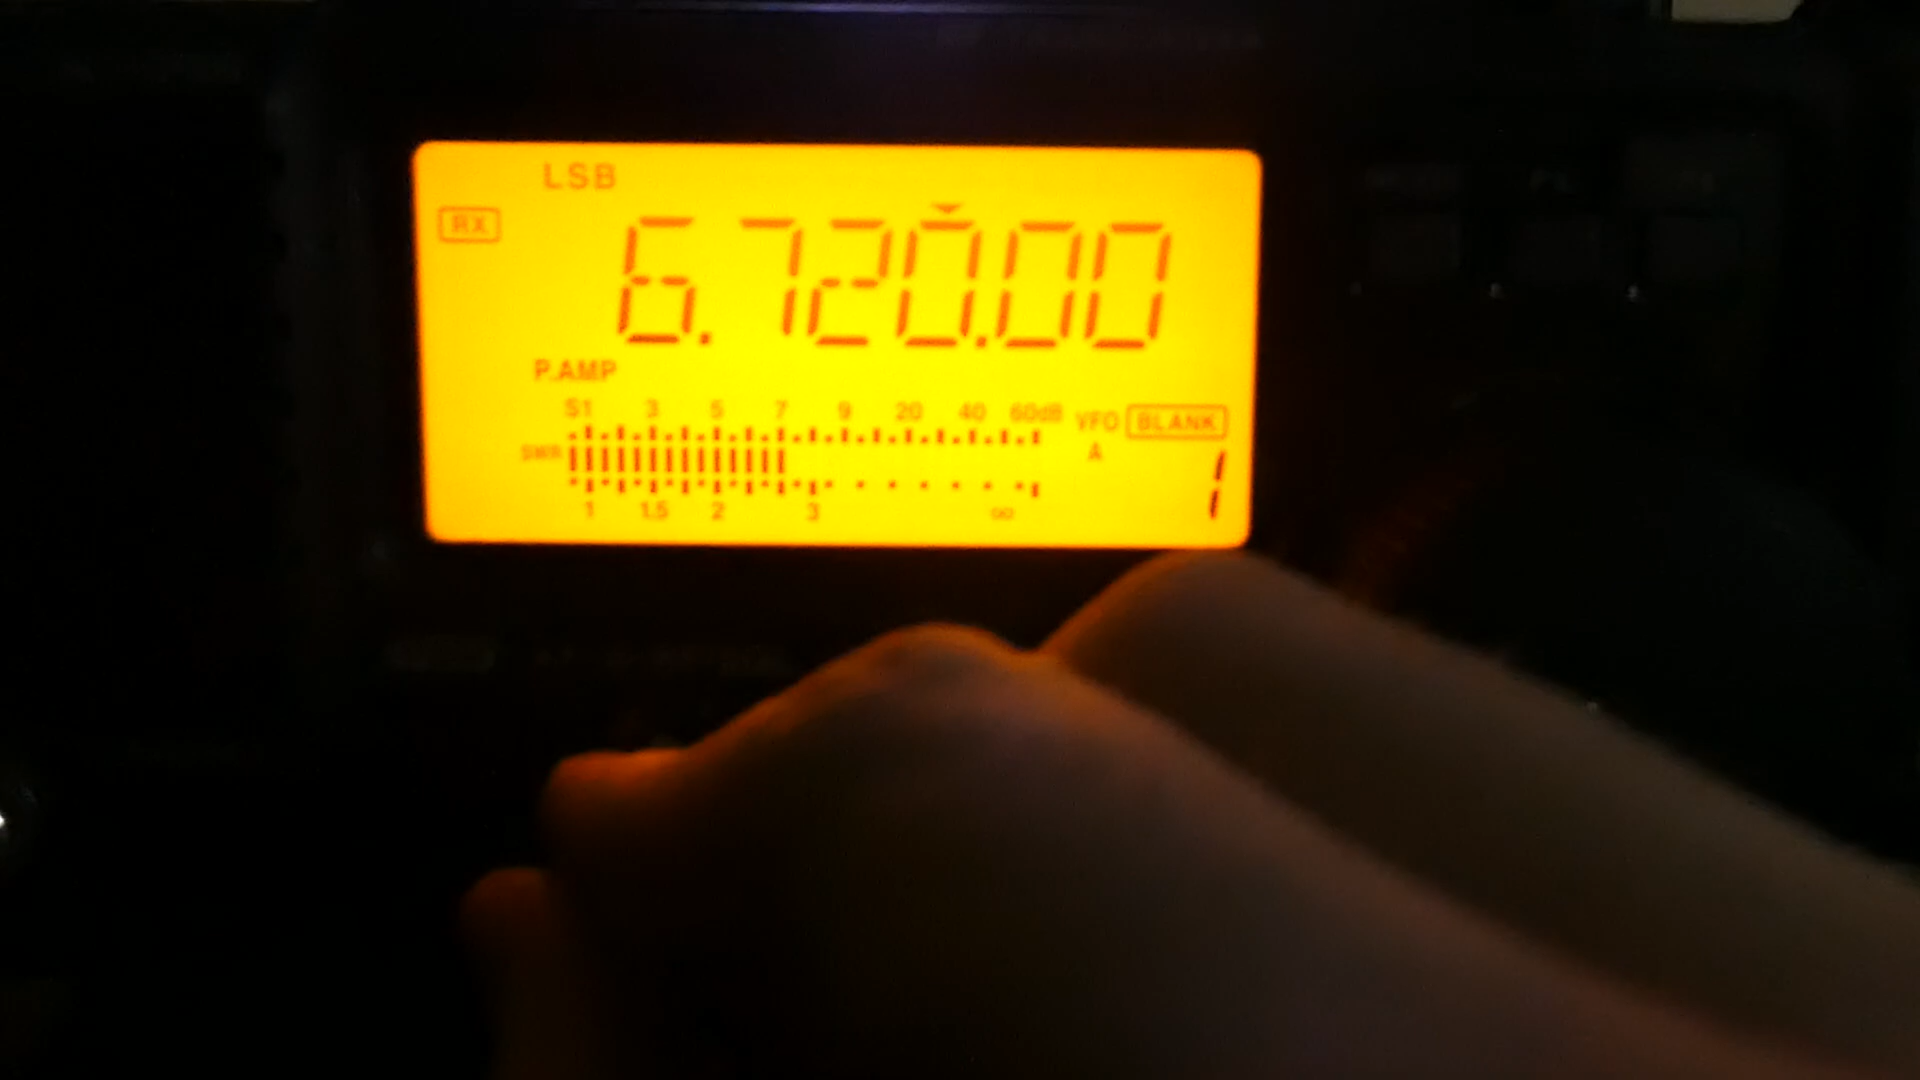 LSB
RX
6.720.00
P.AMP
S1 3 5 7 9 20 40 60dB VFO BLANK
SWR A
1 1.5 2 3 ∞ 1